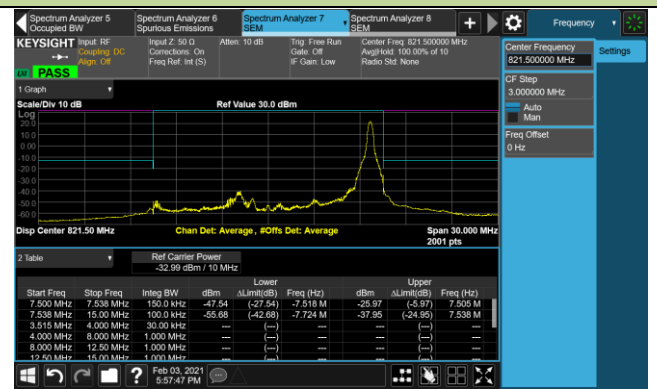 Spectrum Analyzer 5
Occupied BW
Spectrum Analyzer 6
Spurious Emissions
Spectrum Analyzer 7
SEM
Spectrum Analyzer 8
SEM
Frequency
KEYSIGHT
Input: RF
Coupling: DC
Align: Off
Input Z: 50 Ω
Corrections: On
Freq Ref: Int (S)
Atten: 10 dB
Trig: Free Run
Gate: Off
IF Gain: Low
Center Freq: 821.500000 MHz
Avg|Hold: 100.00% of 10
Radio Std: None
LNI PASS
Center Frequency
821.500000 MHz
Settings
CF Step
3.000000 MHz
Auto
Man
Freq Offset
0 Hz
1 Graph
Scale/Div 10 dB
Ref Value 30.0 dBm
Log
20.0
10.0
0.00
-10.0
-20.0
-30.0
-40.0
-50.0
-60.0
Disp Center 821.50 MHz
Chan Det: Average , #Offs Det: Average
Span 30.000 MHz
2001 pts
2 Table
Ref Carrier Power
-32.99 dBm / 10 MHz
Lower Upper
Start Freq Stop Freq Integ BW dBm ΔLimit(dB) Freq (Hz) dBm ΔLimit(dB) Freq (Hz)
7.500 MHz 7.538 MHz 150.0 kHz -47.54 (-27.54) -7.518 M -25.97 (-5.97) 7.505 M
7.538 MHz 15.00 MHz 100.0 kHz -55.68 (-42.68) -7.724 M -37.95 (-24.95) 7.538 M
3.515 MHz 4.000 MHz 30.00 kHz --- (---) --- --- (---) ---
4.000 MHz 8.000 MHz 1.000 MHz --- (---) --- --- (---) ---
8.000 MHz 12.50 MHz 1.000 MHz --- (---) --- --- (---) ---
12.50 MHz 15.00 MHz 1.000 MHz --- (---) --- --- (---) ---
Feb 03, 2021
5:57:47 PM